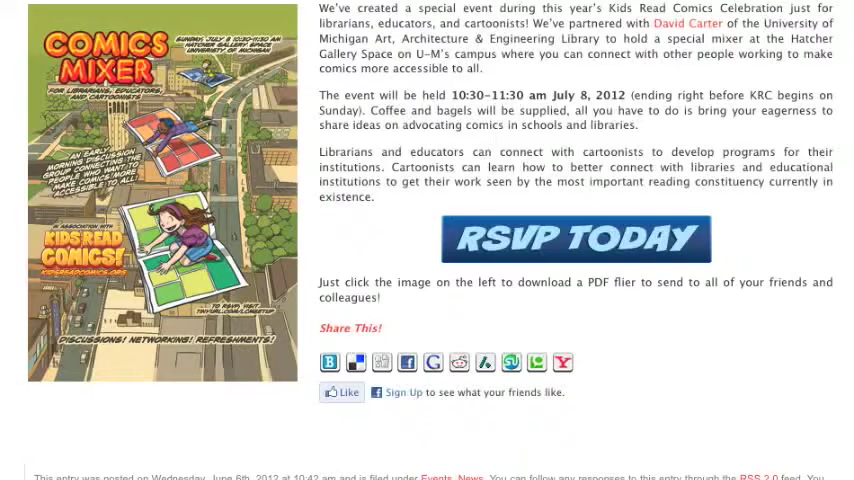 COMICS
MIXER
SUNDAY, JULY 8 10:30-11:30 AM
HATCHER GALLERY SPACE
UNIVERSITY OF MICHIGAN
FOR LIBRARIANS, EDUCATORS,
AND CARTOONISTS!
AN EARLY
MORNING DISCUSSION
GROUP CONNECTING THE
PEOPLE WHO WANT TO
MAKE COMICS MORE
ACCESSIBLE TO ALL!
IN ASSOCIATION WITH
KIDS READ
COMICS!
KIDSREADCOMICS.ORG
TO RSVP, VISIT
DISCUSSIONS! NETWORKING! REFRESHMENTS!
We've created a special event during this year's Kids Read Comics Celebration just for
librarians, educators, and cartoonists! We've partnered with David Carter of the University of
Michigan Art, Architecture & Engineering Library to hold a special mixer at the Hatcher
Gallery Space on U-M's campus where you can connect with other people working to make
comics more accessible to all.
The event will be held 10:30-11:30 am July 8, 2012 (ending right before KRC begins on
Sunday). Coffee and bagels will be supplied, all you have to do is bring your eagerness to
share ideas on advocating comics in schools and libraries.
Librarians and educators can connect with cartoonists to develop programs for their
institutions. Cartoonists can learn how to better connect with libraries and educational
institutions to get their work seen by the most important reading constituency currently in
existence.
RSVP TODAY
Just click the image on the left to download a PDF flier to send to all of your friends and
colleagues!
Share This!
Like Sign Up to see what your friends like.
This entry was posted on Wednesday, June 6th, 2012 at 10:42 am and is filed under Events, News. You can follow any responses to this entry through the RSS 2.0 feed. You